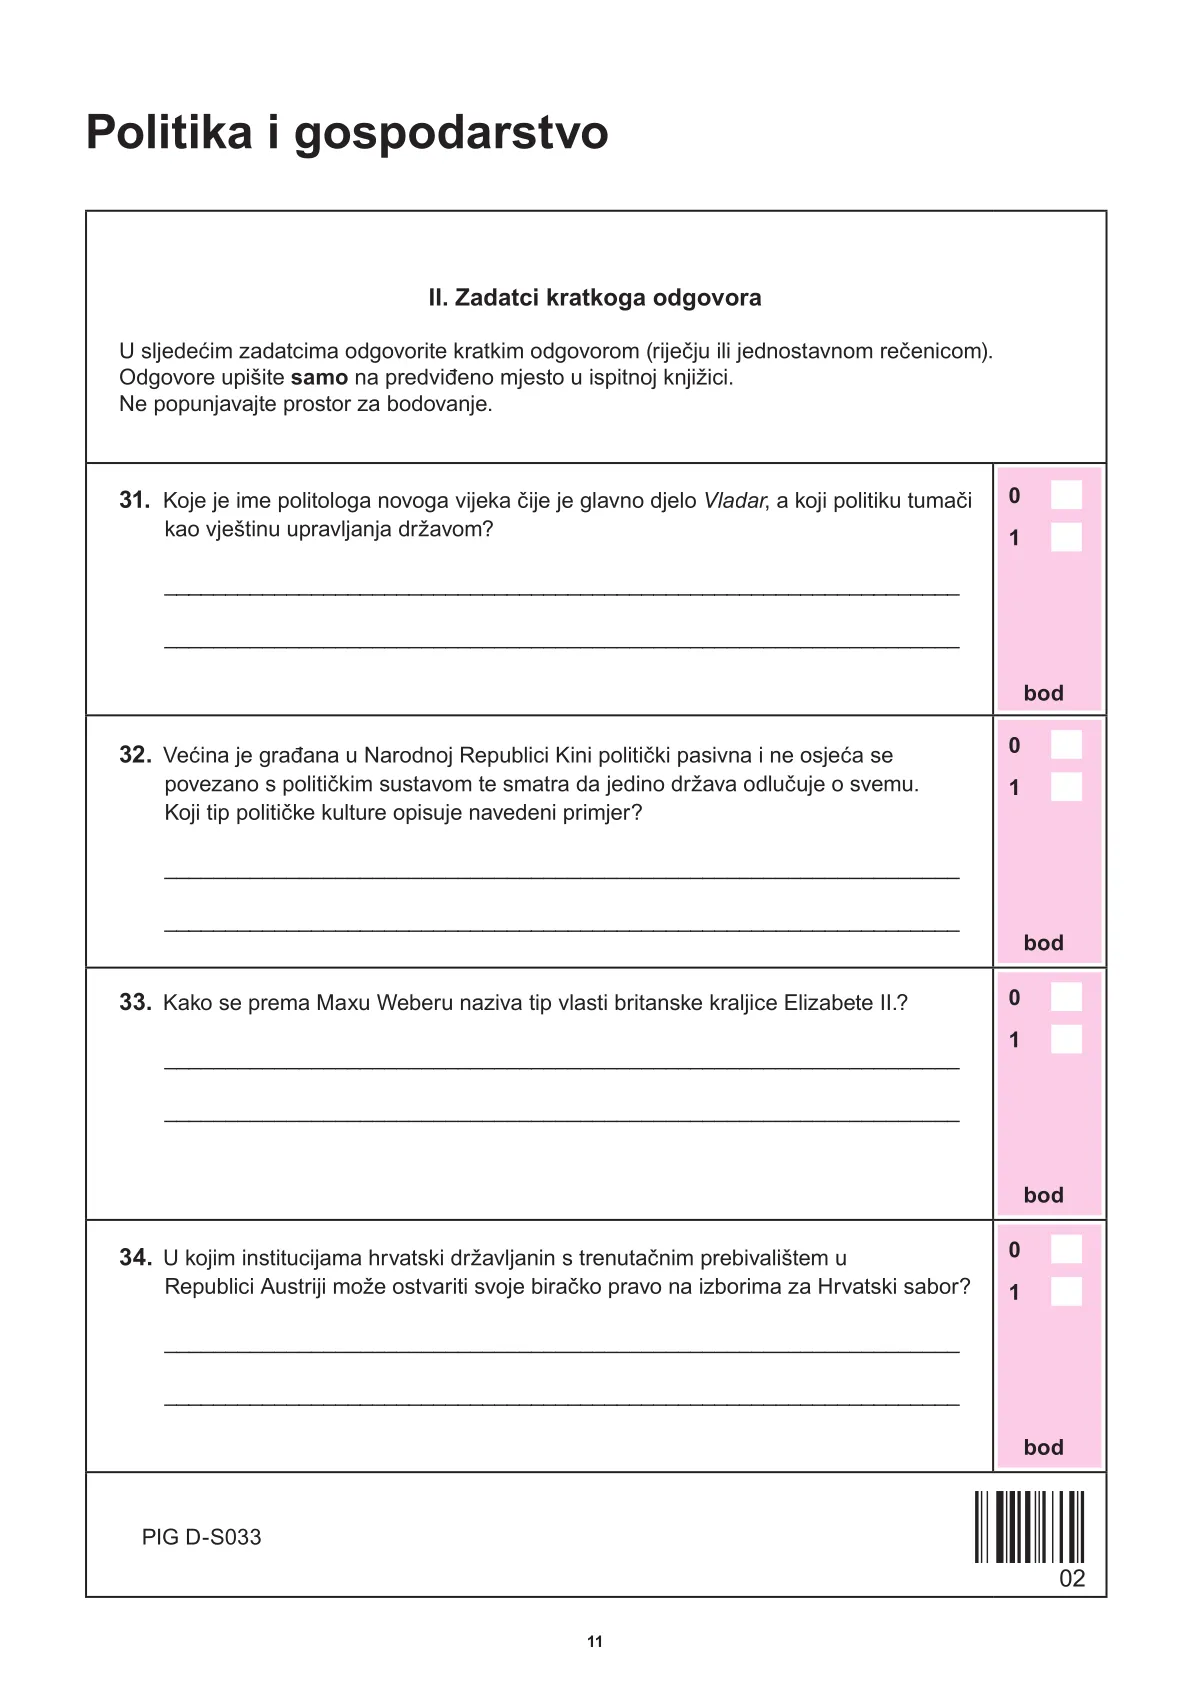 Politika i gospodarstvo
II. Zadatci kratkoga odgovora
U sljedećim zadatcima odgovorite kratkim odgovorom (riječju ili jednostavnom rečenicom).
Odgovore upišite samo na predviđeno mjesto u ispitnoj knjižici.
Ne popunjavajte prostor za bodovanje.
31. Koje je ime politologa novoga vijeka čije je glavno djelo Vladar, a koji politiku tumači
kao vještinu upravljanja državom?
0
1
bod
32. Većina je građana u Narodnoj Republici Kini politički pasivna i ne osjeća se
povezano s političkim sustavom te smatra da jedino država odlučuje o svemu.
Koji tip političke kulture opisuje navedeni primjer?
0
1
bod
33. Kako se prema Maxu Weberu naziva tip vlasti britanske kraljice Elizabete II.?
0
1
bod
34. U kojim institucijama hrvatski državljanin s trenutačnim prebivalištem u
Republici Austriji može ostvariti svoje biračko pravo na izborima za Hrvatski sabor?
0
1
bod
PIG D-S033
02
11